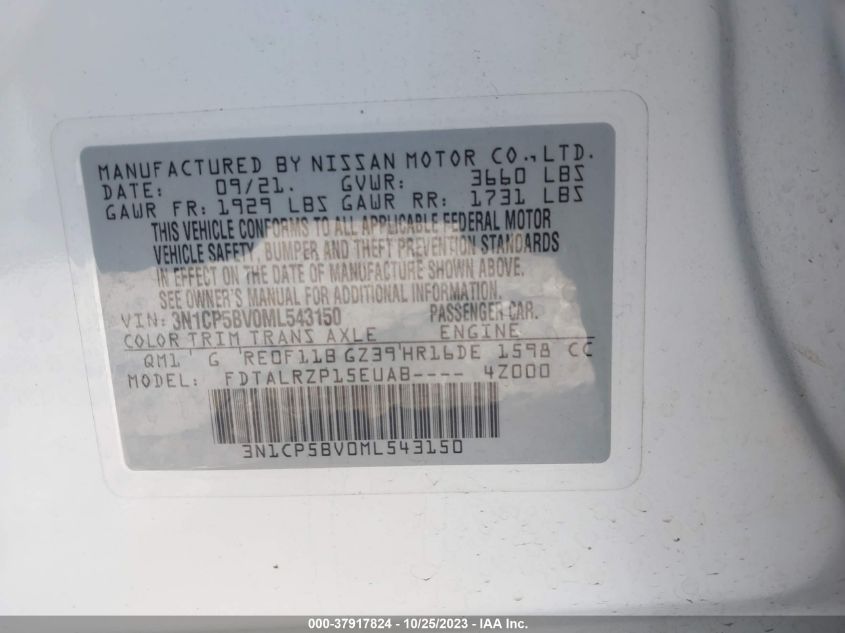 MANUFACTURED BY NISSAN MOTOR CO., LTD.
DATE: 09/21. GVWR: 3660 LBS
GAWR FR: 1929 LBS GAWR RR: 1731 LBS
THIS VEHICLE CONFORMS TO ALL APPLICABLE FEDERAL MOTOR
VEHICLE SAFETY, BUMPER AND THEFT PREVENTION STANDARDS
IN EFFECT ON THE DATE OF MANUFACTURE SHOWN ABOVE.
SEE OWNER'S MANUAL FOR ADDITIONAL INFORMATION.
VIN: 3N1CP5BV0ML543150 PASSENGER CAR.
COLOR TRIM TRANS AXLE ENGINE
QM1 G RE0F11B GZ39 HR16DE 1598 CC
MODEL: FDTALRZP15EUAB---- 4Z000
3N1CP5BV0ML543150
000-37917824 - 10/25/2023 - IAA Inc.